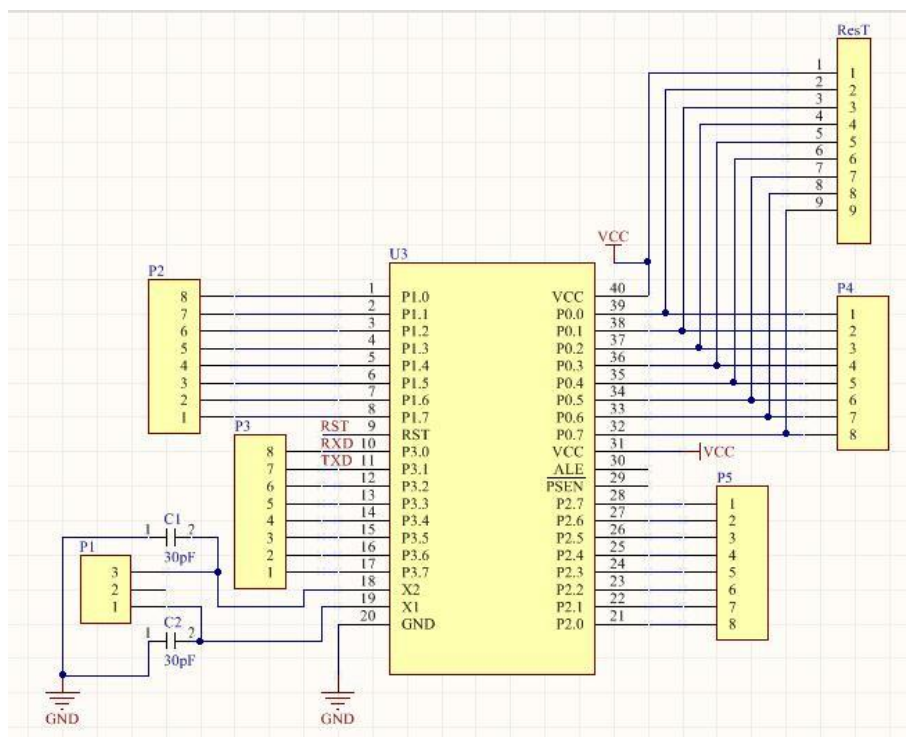 ResT
1 1
2 2
3 3
4 4
5 5
6 6
7 7
8 8
9 9
VCC
U3
P2
8 1 P1.0 VCC 40
7 2 P1.1 P0.0 39
6 3 P1.2 P0.1 38
5 4 P1.3 P0.2 37
4 5 P1.4 P0.3 36
3 6 P1.5 P0.4 35
2 7 P1.6 P0.5 34
1 8 P1.7 P0.6 33
P4
1
2
3
4
5
6
7
8
P3
RST 9 RST P0.7 32
8 RXD 10 P3.0 VCC 31 VCC
7 TXD 11 P3.1 ALE 30
6 12 P3.2 PSEN 29
5 13 P3.3 P2.7 28
4 14 P3.4 P2.6 27
3 15 P3.5 P2.5 26
2 16 P3.6 P2.4 25
1 17 P3.7 P2.3 24
18 X2 P2.2 23
19 X1 P2.1 22
20 GND P2.0 21
P5
1
2
3
4
5
6
7
8
C1
1 2
30pF
P1
3
2
1
C2
1 2
30pF
GND
GND